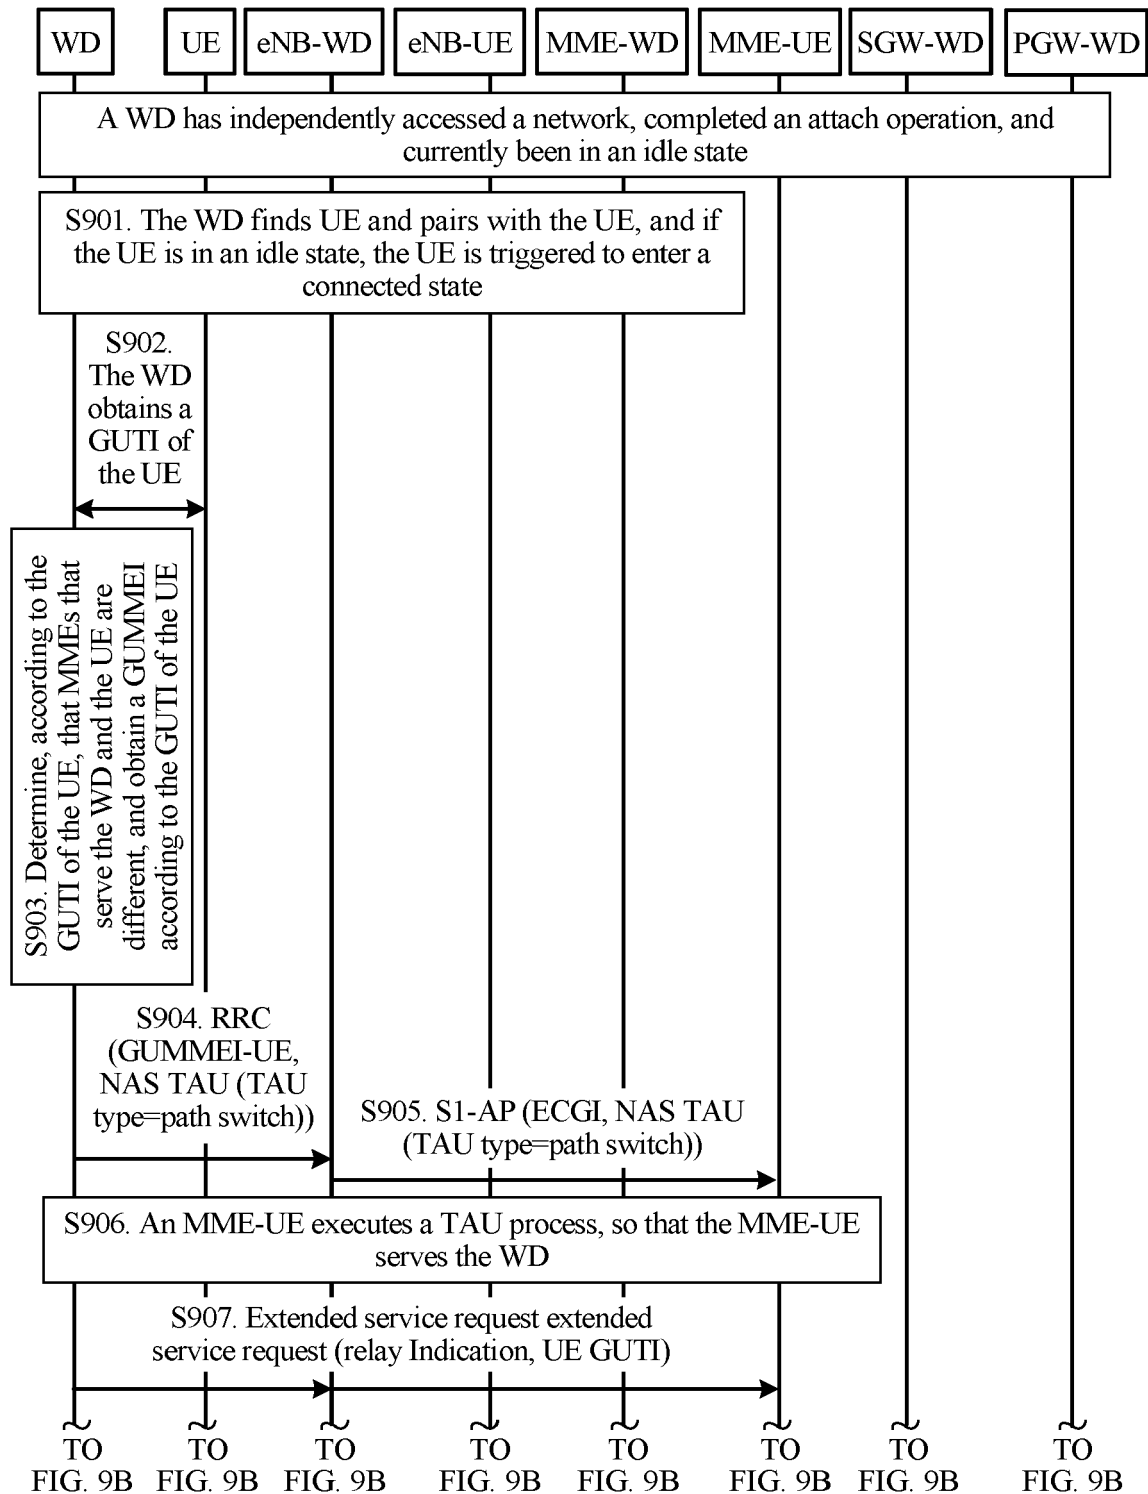 WD UE eNB-WD eNB-UE MME-WD MME-UE SGW-WD PGW-WD
A WD has independently accessed a network, completed an attach operation, and
currently been in an idle state
S901. The WD finds UE and pairs with the UE, and if
the UE is in an idle state, the UE is triggered to enter a
connected state
S902.
The WD
obtains a
GUTI of
the UE
S903. Determine, according to the
GUTI of the UE, that MMEs that
serve the WD and the UE are
different, and obtain a GUMMEI
according to the GUTI of the UE
S904. RRC
(GUMMEI-UE,
NAS TAU (TAU
type=path switch))
S905. S1-AP (ECGI, NAS TAU
(TAU type=path switch))
S906. An MME-UE executes a TAU process, so that the MME-UE
serves the WD
S907. Extended service request extended
service request (relay Indication, UE GUTI)
TO TO TO TO TO TO TO TO
FIG. 9B FIG. 9B FIG. 9B FIG. 9B FIG. 9B FIG. 9B FIG. 9B FIG. 9B